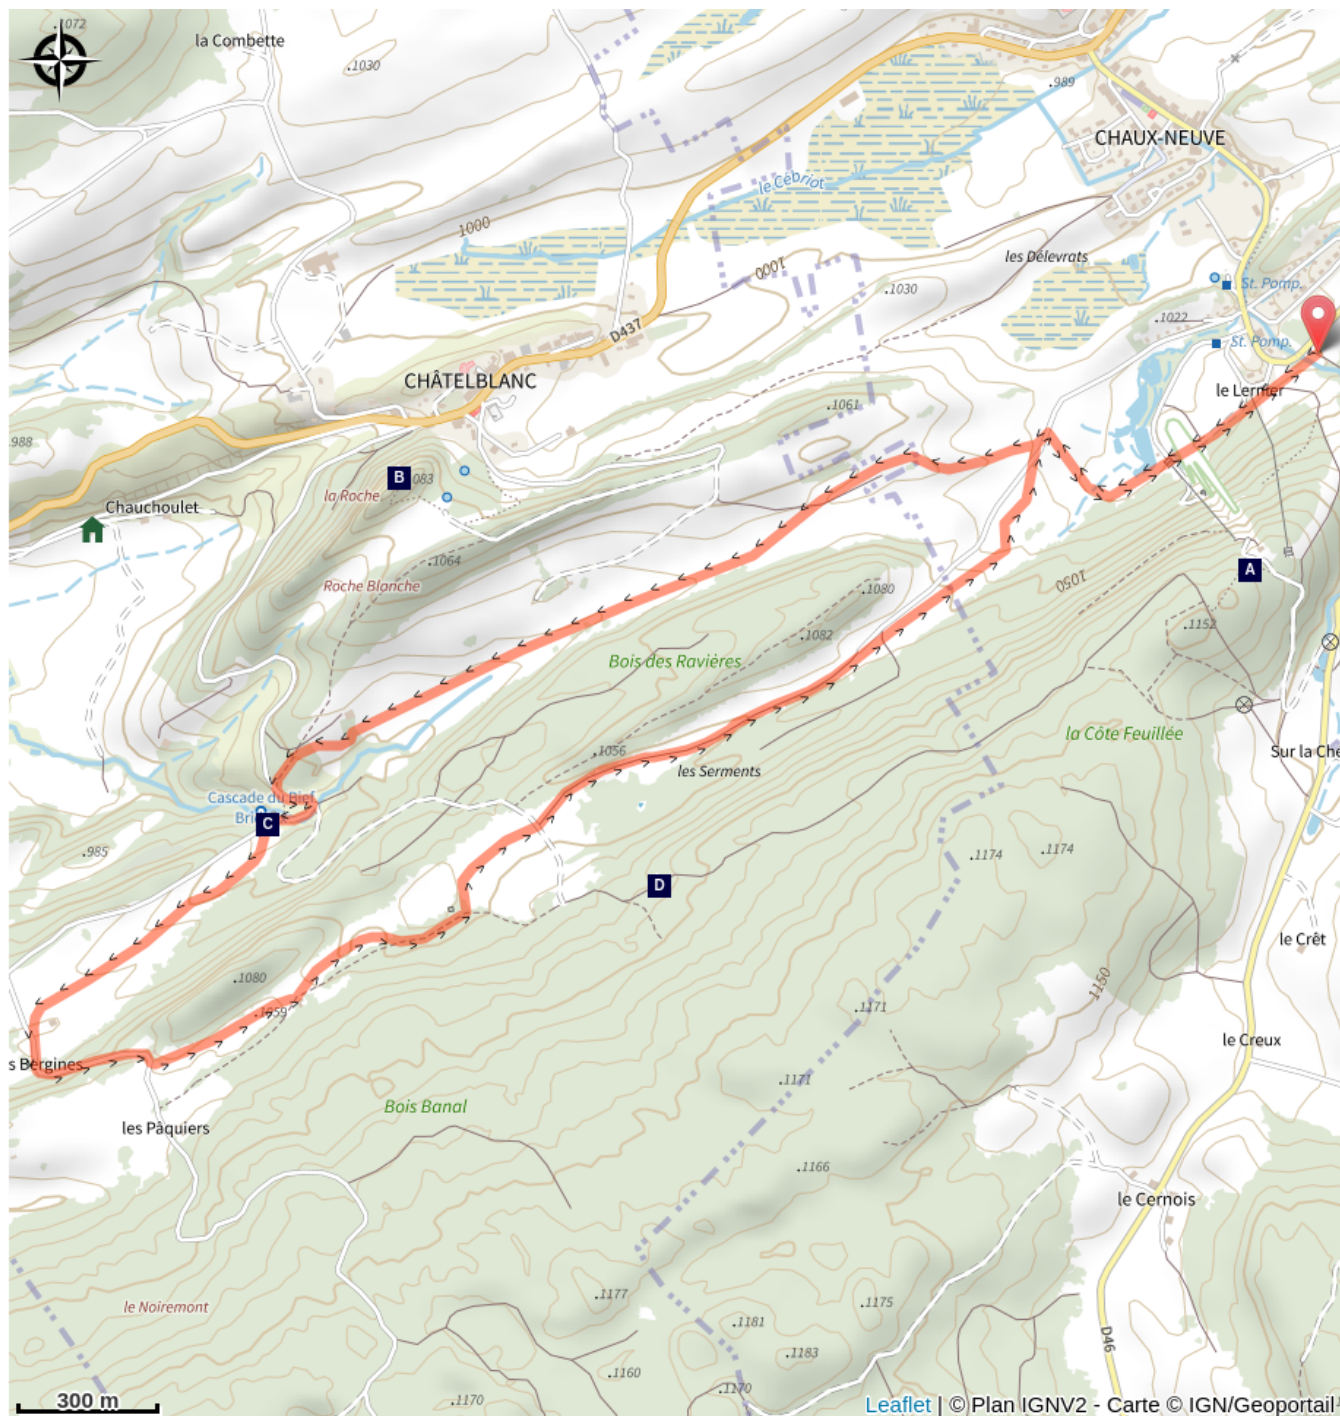 .1072
la Combette
.1030
.989
CHAUX-NEUVE
le Cébriot
1000
les Délevrats
1000
.1030
St. Pomp.
.1022
D437
St. Pomp.
CHÂTELBLANC
le Lernier
.1061
988
B
.083
la Roche
Chauchoulet
.1064
A
Roche Blanche
.1080
1050
.1152
.1082
Bois des Ravières
la Côte Feuillée
.1056
Sur la Che
les Serments
Cascade du Bief
Bri
C
.985
.1174
.1174
D
le Crêt
.1080
1150
.1171
.1059
le Creux
s Bergines
.1171
Bois Banal
les Pâquiers
.1166
le Cernois
le Noiremont
.1177
.1175
.1181
D46
.1183
.1160
.1170
.1170
300 m
Leaflet | © Plan IGNV2 - Carte © IGN/Geoportail